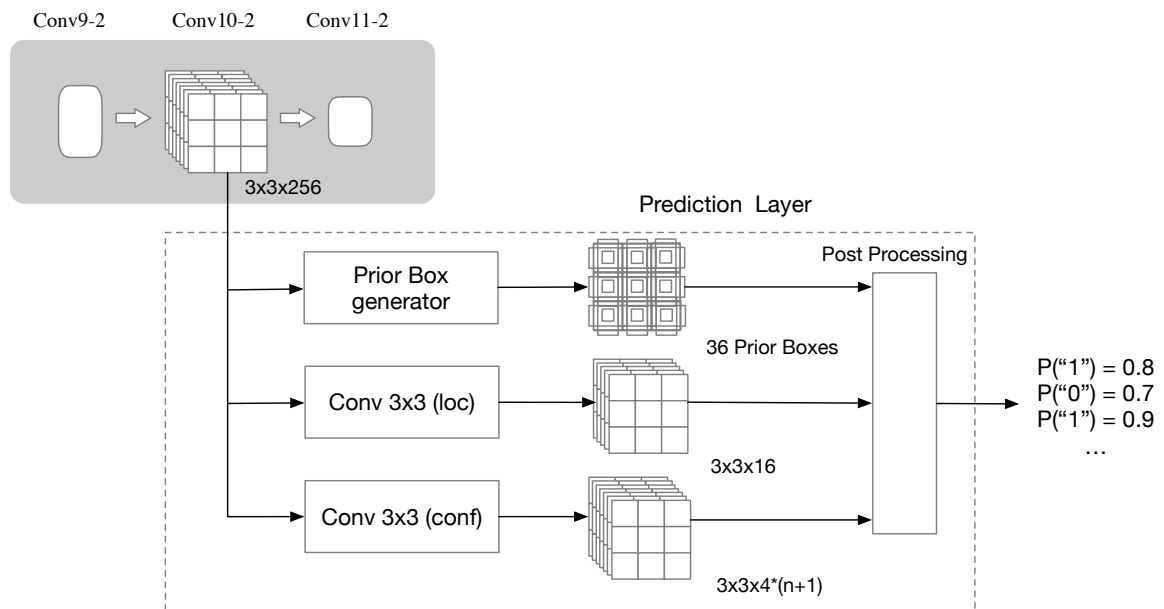 Conv9-2 Conv10-2 Conv11-2
3x3x256
Prediction Layer
Prior Box
generator
Post Processing
36 Prior Boxes
Conv 3x3 (loc)
3x3x16
Conv 3x3 (conf)
3x3x4*(n+1)
P(“1”) = 0.8
P(“0”) = 0.7
P(“1”) = 0.9
...